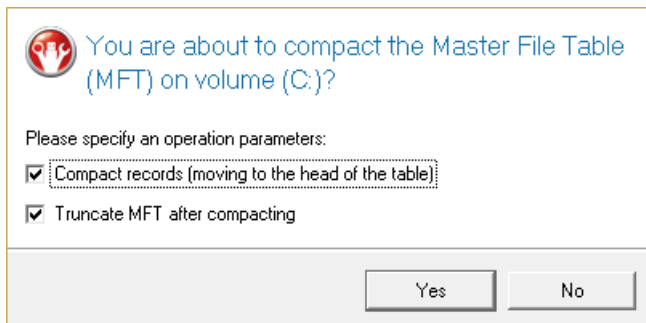 You are about to compact the Master File Table
(MFT) on volume (C:)?
Please specify an operation parameters:
Compact records (moving to the head of the table)
Truncate MFT after compacting
Yes No